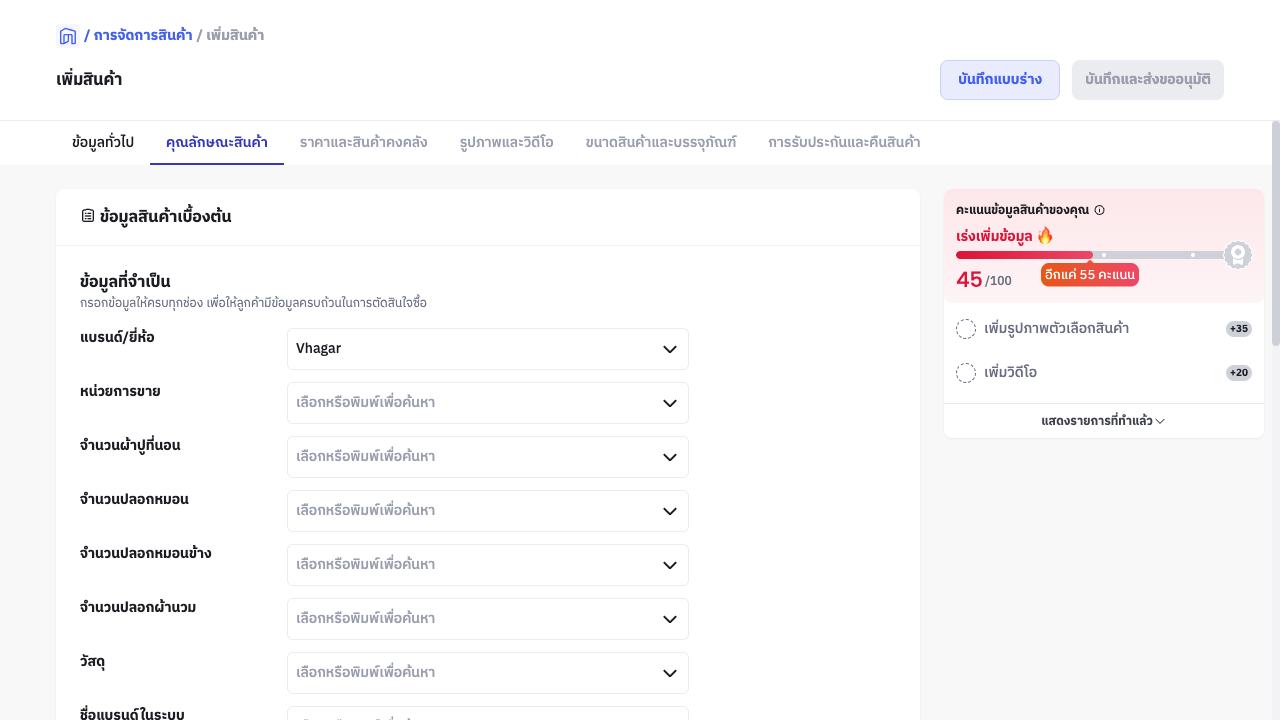 / การจัดการสินค้า / เพิ่มสินค้า
เพิ่มสินค้า
บันทึกแบบร่าง
บันทึกและส่งขออนุมัติ
ข้อมูลทั่วไป
คุณลักษณะสินค้า
ราคาและสินค้าคงคลัง
รูปภาพและวิดีโอ
ขนาดสินค้าและบรรจุภัณฑ์
การรับประกันและคืนสินค้า
ข้อมูลสินค้าเบื้องต้น
ข้อมูลที่จำเป็น
กรอกข้อมูลให้ครบทุกช่อง เพื่อให้ลูกค้ามีข้อมูลครบถ้วนในการตัดสินใจซื้อ
แบรนด์/ยี่ห้อ
Vhagar
หน่วยการขาย
เลือกหรือพิมพ์เพื่อค้นหา
จำนวนผ้าปูที่นอน
เลือกหรือพิมพ์เพื่อค้นหา
จำนวนปลอกหมอน
เลือกหรือพิมพ์เพื่อค้นหา
จำนวนปลอกหมอนข้าง
เลือกหรือพิมพ์เพื่อค้นหา
จำนวนปลอกผ้านวม
เลือกหรือพิมพ์เพื่อค้นหา
วัสดุ
เลือกหรือพิมพ์เพื่อค้นหา
ชื่อแบรนด์ในระบบ
คะแนนข้อมูลสินค้าของคุณ
เร่งเพิ่มข้อมูล 🔥
45 /100
อีกแค่ 55 คะแนน
เพิ่มรูปภาพตัวเลือกสินค้า
+35
เพิ่มวิดีโอ
+20
แสดงรายการที่ทำแล้ว